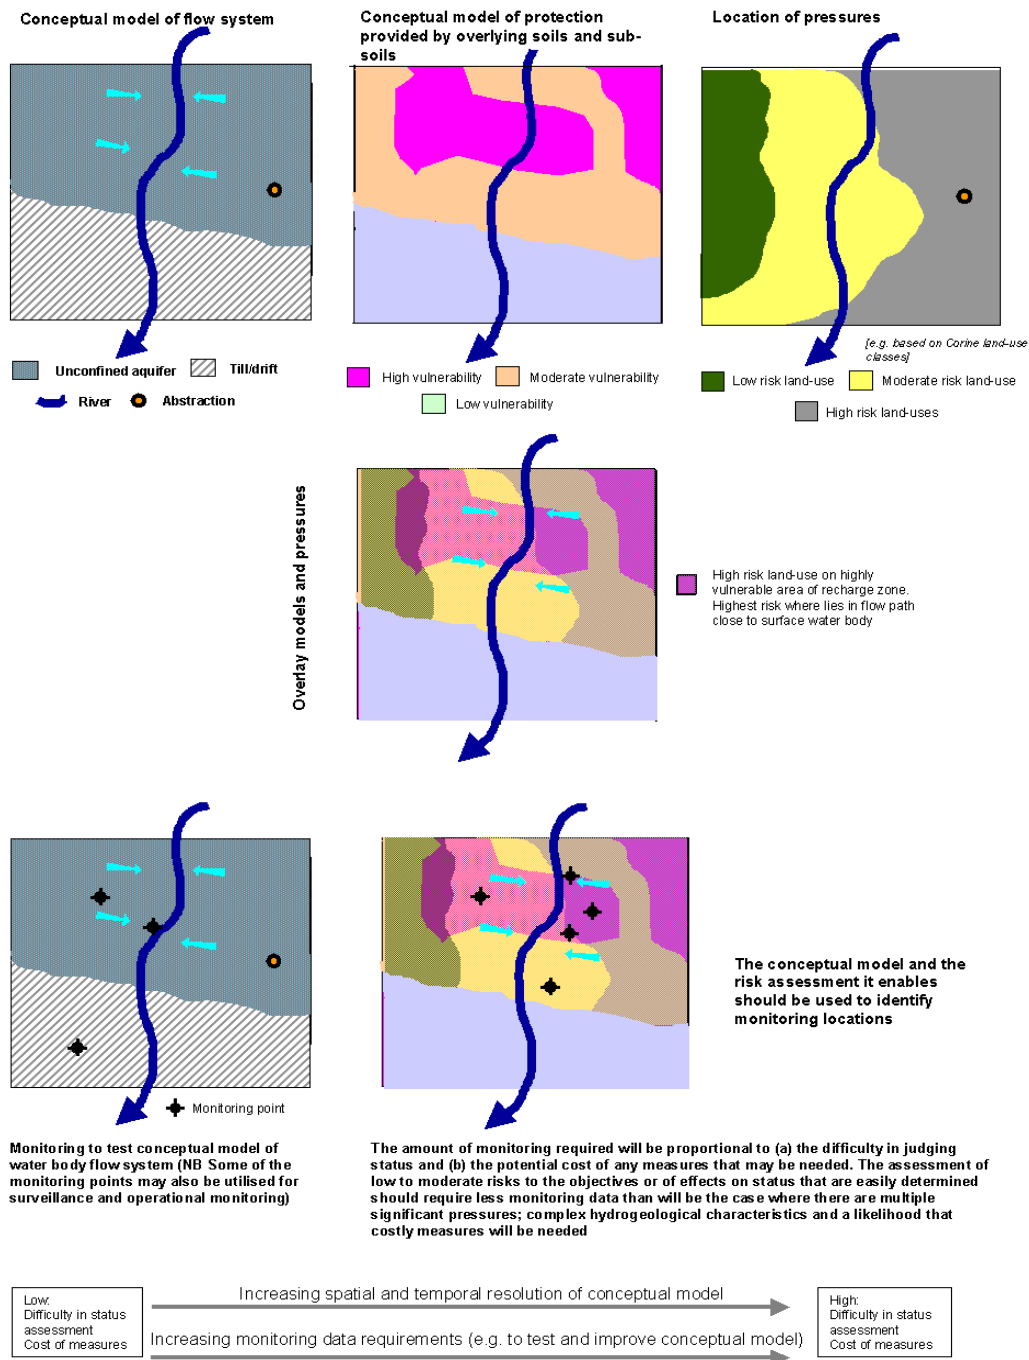 Conceptual model of flow system
Conceptual model of protection
provided by overlying soils and sub-
soils
Location of pressures
[e.g. based on Corine land-use
classes]
Unconfined aquifer
Till/drift
River
Abstraction
High vulnerability
Moderate vulnerability
Low vulnerability
Low risk land-use
Moderate risk land-use
High risk land-uses
Overlay models and pressures
High risk land-use on highly
vulnerable area of recharge zone.
Highest risk where lies in flow path
close to surface water body
The conceptual model and the
risk assessment it enables
should be used to identify
monitoring locations
Monitoring point
Monitoring to test conceptual model of
water body flow system (NB Some of the
monitoring points may also be utilised for
surveillance and operational monitoring)
The amount of monitoring required will be proportional to (a) the difficulty in judging
status and (b) the potential cost of any measures that may be needed. The assessment of
low to moderate risks to the objectives or of effects on status that are easily determined
should require less monitoring data than will be the case where there are multiple
significant pressures; complex hydrogeological characteristics and a likelihood that
costly measures will be needed
Low:
Difficulty in status
assessment
Cost of measures
Increasing spatial and temporal resolution of conceptual model
Increasing monitoring data requirements (e.g. to test and improve conceptual model)
High:
Difficulty in status
assessment
Cost of measures